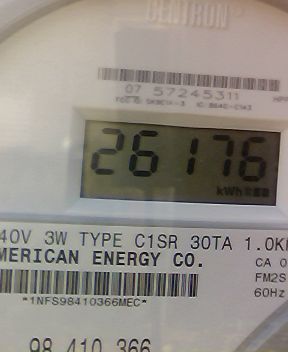 CENTRON
07 57245311
26176
kWh
40V 3W TYPE C1SR 30TA 1.0K
MERICAN ENERGY CO.
CA 0
FM2S
60Hz
*1NFS98410366MEC*
98 410 366